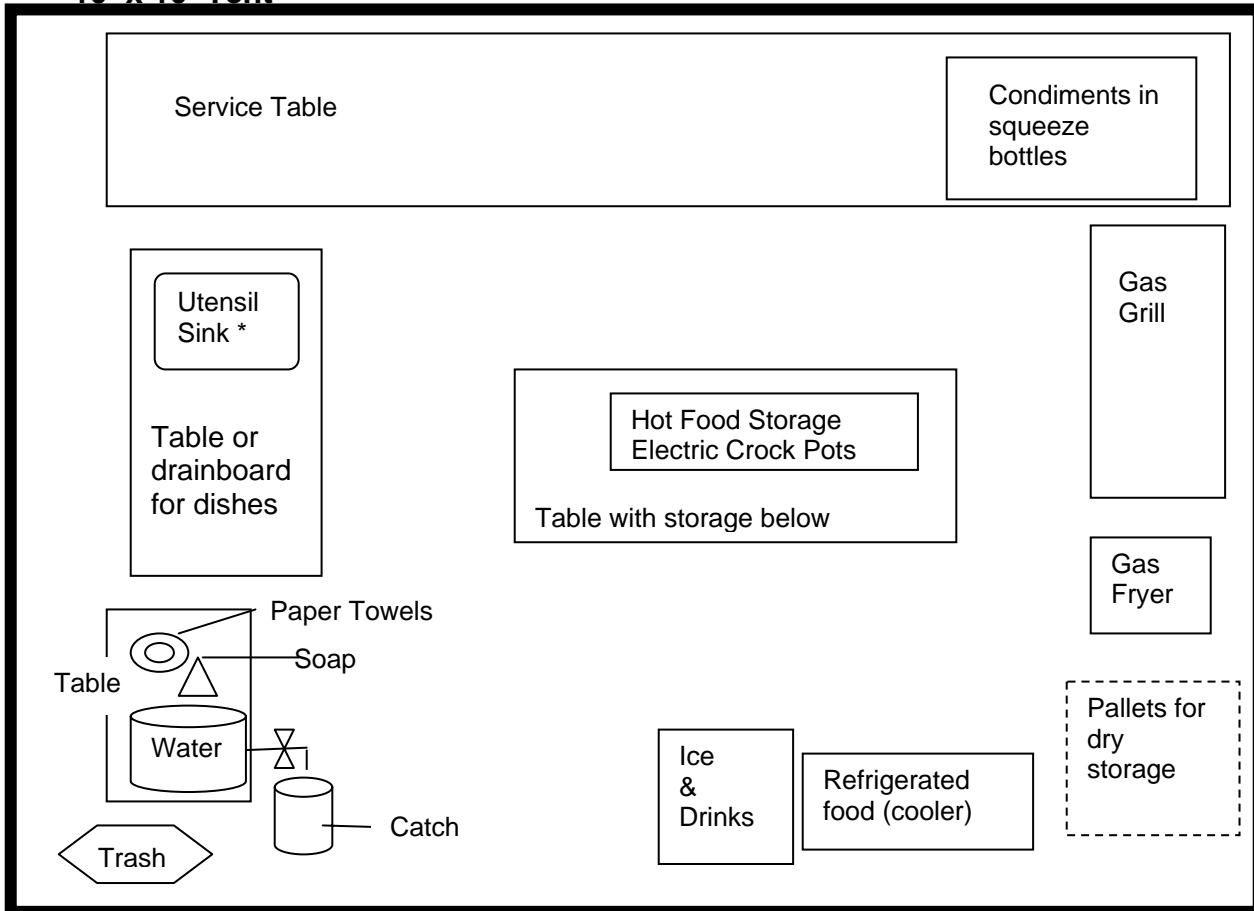 Service Table
Condiments in
squeeze
bottles
Utensil
Sink *
Table or
drainboard
for dishes
Gas
Grill
Hot Food Storage
Electric Crock Pots
Table with storage below
Gas
Fryer
Paper Towels
Soap
Table
Water
Catch
Trash
Ice
&
Drinks
Refrigerated
food (cooler)
Pallets for
dry
storage